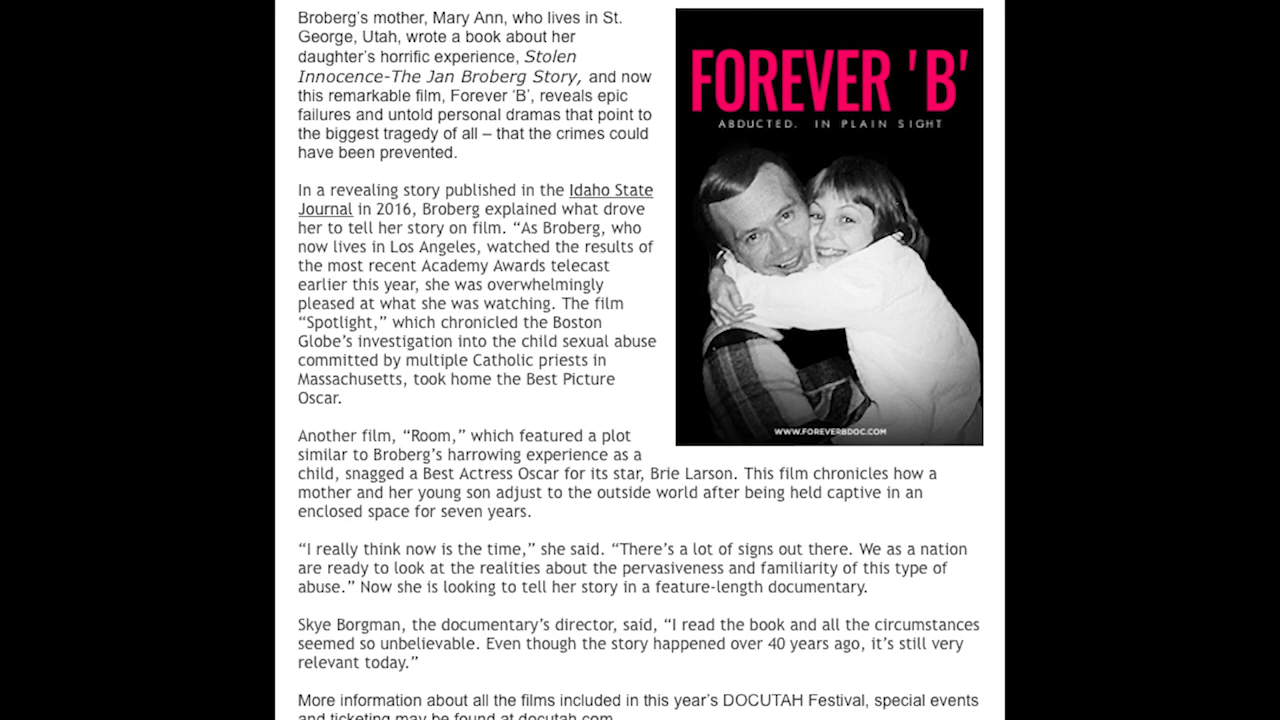 Broberg’s mother, Mary Ann, who lives in St.
George, Utah, wrote a book about her
daughter’s horrific experience, Stolen
Innocence-The Jan Broberg Story, and now
this remarkable film, Forever ‘B’, reveals epic
failures and untold personal dramas that point to
the biggest tragedy of all – that the crimes could
have been prevented.
In a revealing story published in the Idaho State
Journal in 2016, Broberg explained what drove
her to tell her story on film. “As Broberg, who
now lives in Los Angeles, watched the results of
the most recent Academy Awards telecast
earlier this year, she was overwhelmingly
pleased at what she was watching. The film
“Spotlight,” which chronicled the Boston
Globe’s investigation into the child sexual abuse
committed by multiple Catholic priests in
Massachusetts, took home the Best Picture
Oscar.
Another film, “Room,” which featured a plot
similar to Broberg’s harrowing experience as a
child, snagged a Best Actress Oscar for its star, Brie Larson. This film chronicles how a
mother and her young son adjust to the outside world after being held captive in an
enclosed space for seven years.
“I really think now is the time,” she said. “There’s a lot of signs out there. We as a nation
are ready to look at the realities about the pervasiveness and familiarity of this type of
abuse.” Now she is looking to tell her story in a feature-length documentary.
Skye Borgman, the documentary’s director, said, “I read the book and all the circumstances
seemed so unbelievable. Even though the story happened over 40 years ago, it’s still very
relevant today.”
More information about all the films included in this year’s DOCUTAH Festival, special events
and ticketing may be found at docutah.com
FOREVER 'B'
ABDUCTED. IN PLAIN SIGHT
WWW.FOREVERBDOC.COM